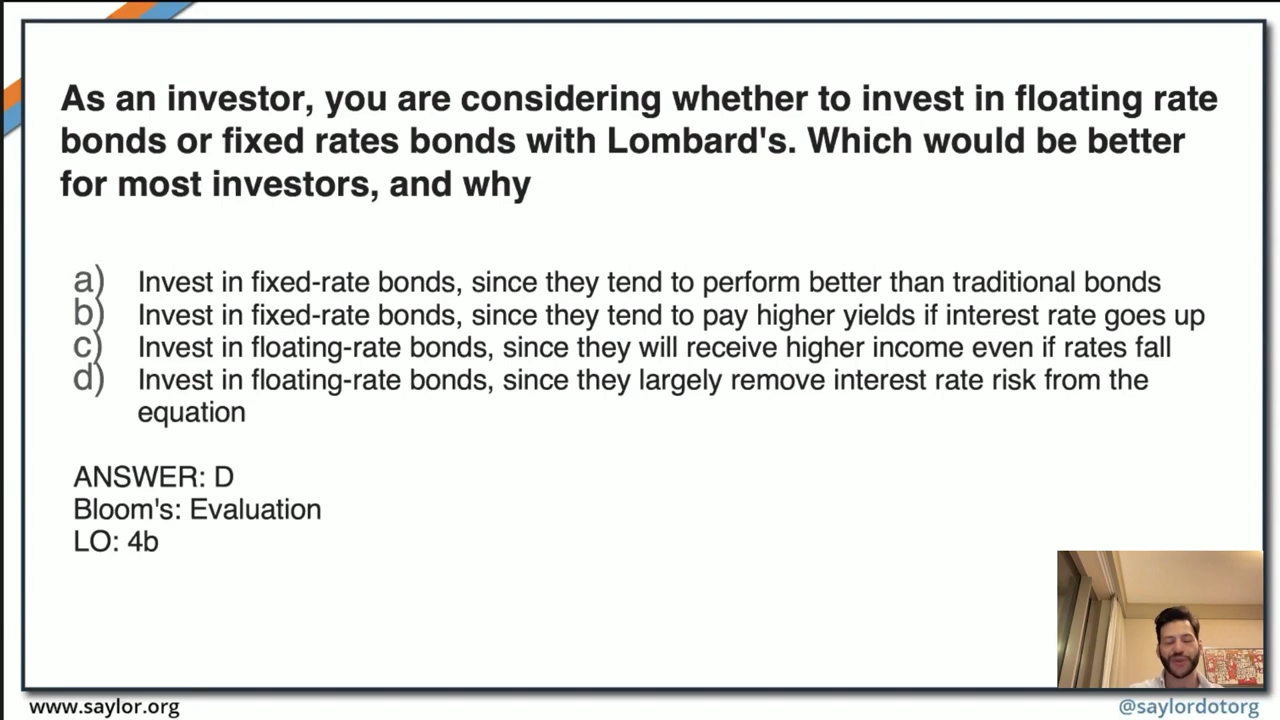 As an investor, you are considering whether to invest in floating rate
bonds or fixed rates bonds with Lombard's. Which would be better
for most investors, and why
a) Invest in fixed-rate bonds, since they tend to perform better than traditional bonds
b) Invest in fixed-rate bonds, since they tend to pay higher yields if interest rate goes up
c) Invest in floating-rate bonds, since they will receive higher income even if rates fall
d) Invest in floating-rate bonds, since they largely remove interest rate risk from the
equation
ANSWER: D
Bloom's: Evaluation
LO: 4b
www.saylor.org
@saylordotorg